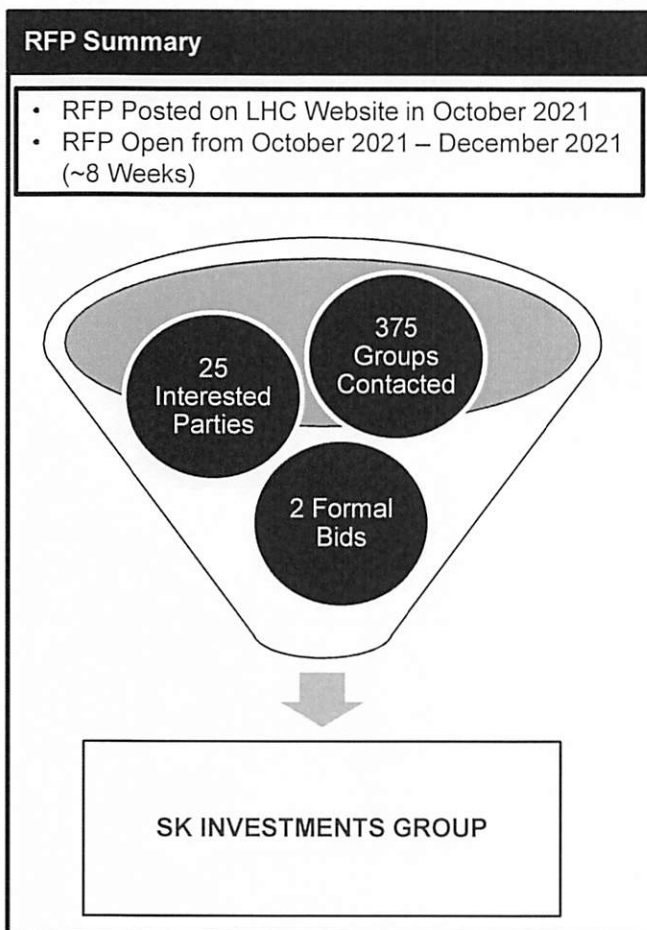 RFP Summary
• RFP Posted on LHC Website in October 2021
• RFP Open from October 2021 – December 2021
(~8 Weeks)
375
Groups
Contacted
25
Interested
Parties
2 Formal
Bids
SK INVESTMENTS GROUP